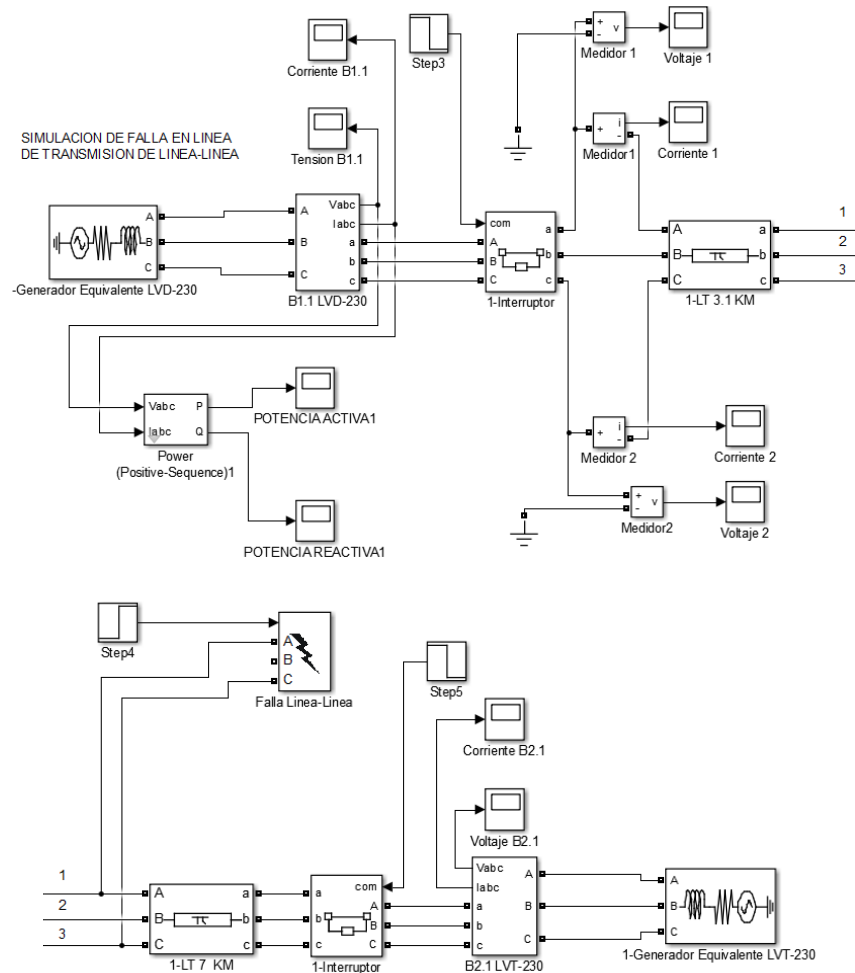 Corriente B1.1
Step3
+
-
v
Medidor 1
Voltaje 1
SIMULACION DE FALLA EN LINEA
DE TRANSMISION DE LINEA-LINEA
Tension B1.1
+
i
-
Medidor1
Corriente 1
A
B
C
-Generador Equivalente LVD-230
A
B
C
Vabc
Iabc
a
b
c
B1.1 LVD-230
com
A
B
C
a
b
c
1-Interruptor
A
B
C
a
b
c
1-LT 3.1 KM
1
2
3
Vabc
Iabc
P
Q
Power
(Positive-Sequence)1
POTENCIA ACTIVA1
POTENCIA REACTIVA1
+
i
-
Medidor 2
Corriente 2
+
-
v
Medidor2
Voltaje 2
Step4
A
B
C
Falla Linea-Linea
Step5
Corriente B2.1
Voltaje B2.1
1
2
3
A
B
C
a
b
c
1-LT 7 KM
com
a
b
c
A
B
C
1-Interruptor
Vabc
Iabc
a
b
c
A
B
C
B2.1 LVT-230
A
B
C
1-Generador Equivalente LVT-230